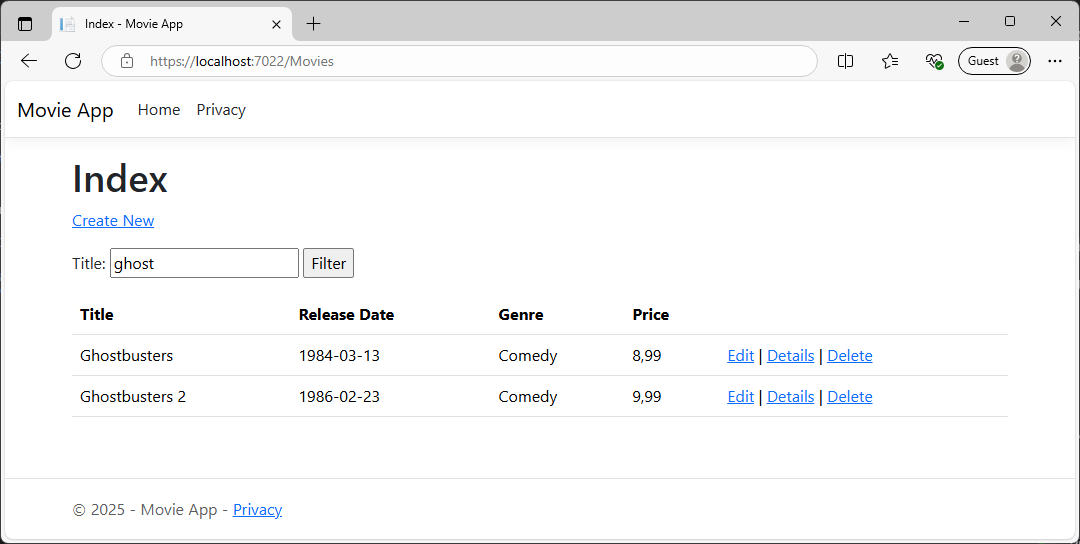 Index - Movie App
https://localhost:7022/Movies
Guest
Movie App Home Privacy
Index
Create New
Title: ghost Filter
Title Release Date Genre Price
Ghostbusters 1984-03-13 Comedy 8,99 Edit | Details | Delete
Ghostbusters 2 1986-02-23 Comedy 9,99 Edit | Details | Delete
© 2025 - Movie App - Privacy